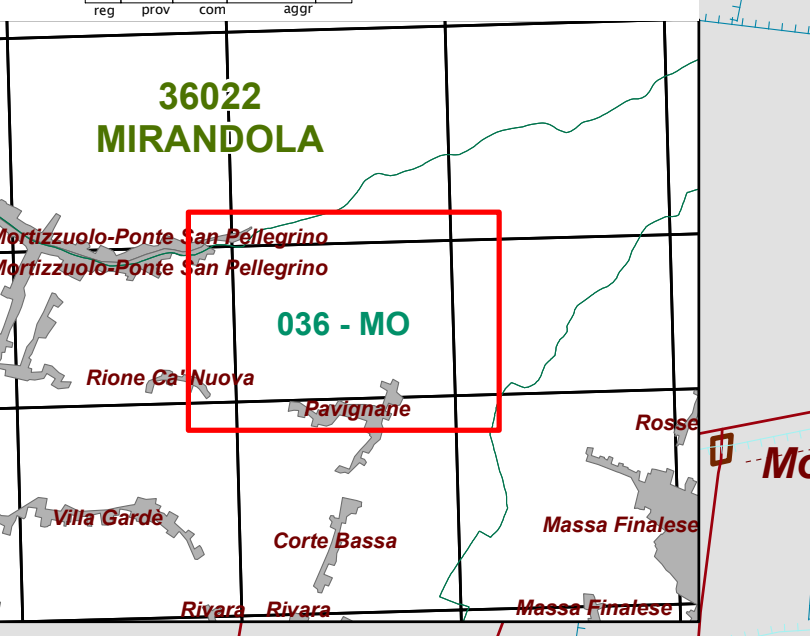 reg prov com aggr
36022
MIRANDOLA
Mortizzuolo-Ponte San Pellegrino
Mortizzuolo-Ponte San Pellegrino
036 - MO
Rione Ca' Nuova
Pavignane
Rosse
Mo
Villa Gardè
Massa Finalese
Corte Bassa
Rivara Rivara Massa Finalese